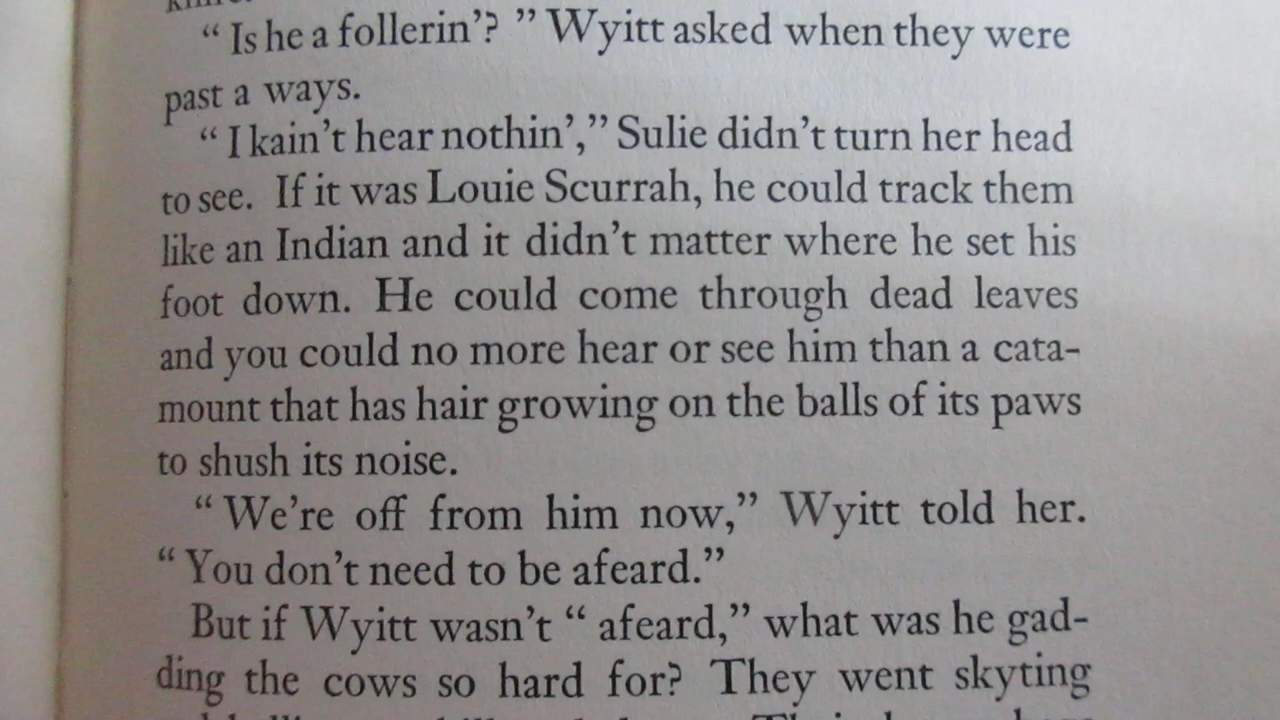 “ Is he a follerin’? ” Wyitt asked when they were
past a ways.
“ I kain’t hear nothin’,” Sulie didn’t turn her head
to see. If it was Louie Scurrah, he could track them
like an Indian and it didn’t matter where he set his
foot down. He could come through dead leaves
and you could no more hear or see him than a cata-
mount that has hair growing on the balls of its paws
to shush its noise.
“ We’re off from him now,” Wyitt told her.
“ You don’t need to be afeard.”
But if Wyitt wasn’t “ afeard,” what was he gad-
ding the cows so hard for? They went skyting